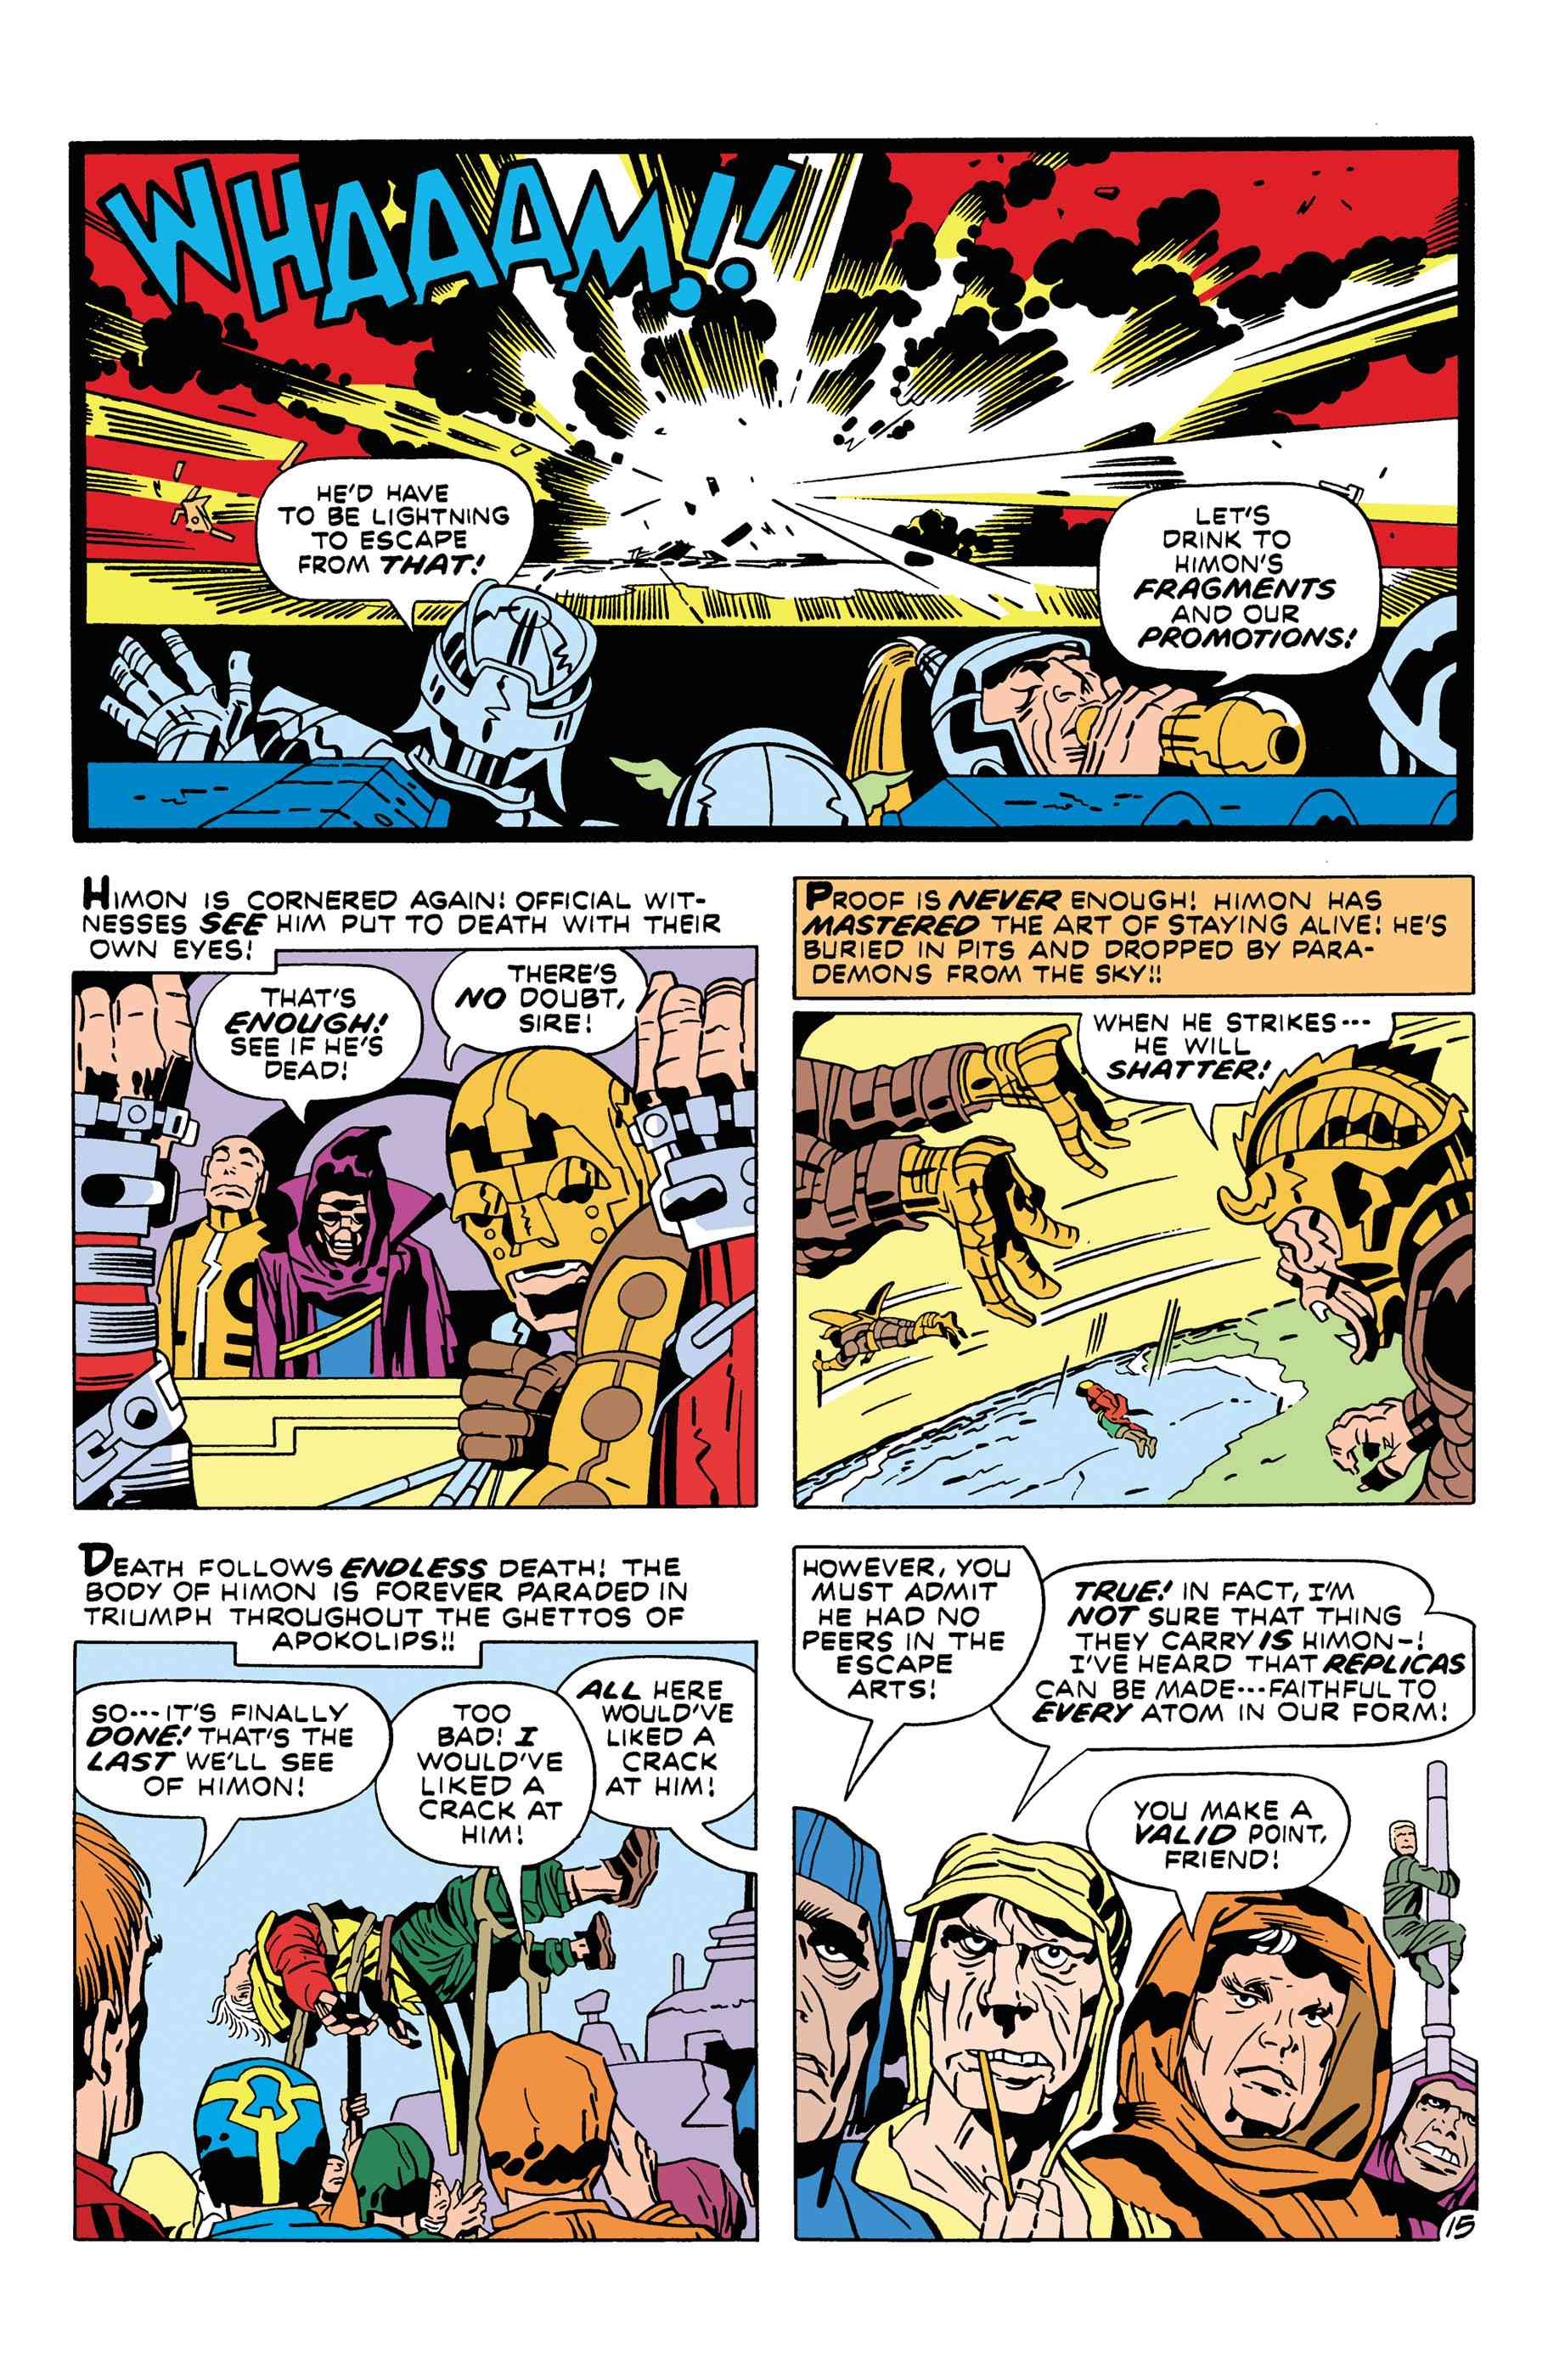 WHAAAM!!
HE'D HAVE
TO BE LIGHTNING
TO ESCAPE
FROM THAT!
LET'S
DRINK TO
HIMON'S
FRAGMENTS
AND OUR
PROMOTIONS!
HIMON IS CORNERED AGAIN! OFFICIAL WIT-
NESSES SEE HIM PUT TO DEATH WITH THEIR
OWN EYES!
THAT'S
ENOUGH!
SEE IF HE'S
DEAD!
THERE'S
NO DOUBT,
SIRE!
PROOF IS NEVER ENOUGH! HIMON HAS
MASTERED THE ART OF STAYING ALIVE! HE'S
BURIED IN PITS AND DROPPED BY PARA-
DEMONS FROM THE SKY!!
WHEN HE STRIKES---
HE WILL
SHATTER!
DEATH FOLLOWS ENDLESS DEATH! THE
BODY OF HIMON IS FOREVER PARADED IN
TRIUMPH THROUGHOUT THE GHETTOS OF
APOKOLIPS!!
SO---IT'S FINALLY
DONE! THAT'S THE
LAST WE'LL SEE
OF HIMON!
TOO
BAD! I
WOULD'VE
LIKED A
CRACK AT
HIM!
ALL HERE
WOULD'VE
LIKED A
CRACK
AT HIM!
HOWEVER, YOU
MUST ADMIT
HE HAD NO
PEERS IN THE
ESCAPE
ARTS!
TRUE! IN FACT, I'M
NOT SURE THAT THING
THEY CARRY IS HIMON-!
I'VE HEARD THAT REPLICAS
CAN BE MADE---FAITHFUL TO
EVERY ATOM IN OUR FORM!
YOU MAKE A
VALID POINT,
FRIEND!
15